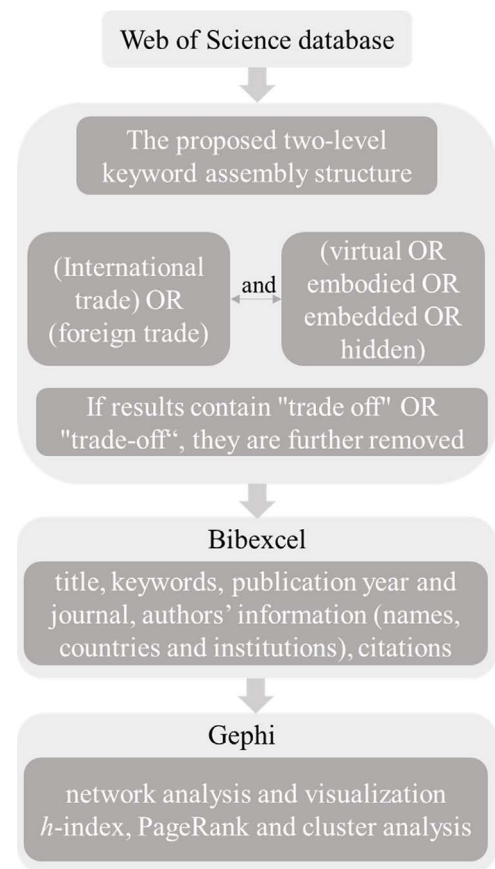 Web of Science database
The proposed two-level
keyword assembly structure
(International
trade) OR
(foreign trade)
and
(virtual OR
embodied OR
embedded OR
hidden)
If results contain "trade off" OR
"trade-off“, they are further removed
Bibexcel
title, keywords, publication year and
journal, authors’ information (names,
countries and institutions), citations
Gephi
network analysis and visualization
h-index, PageRank and cluster analysis